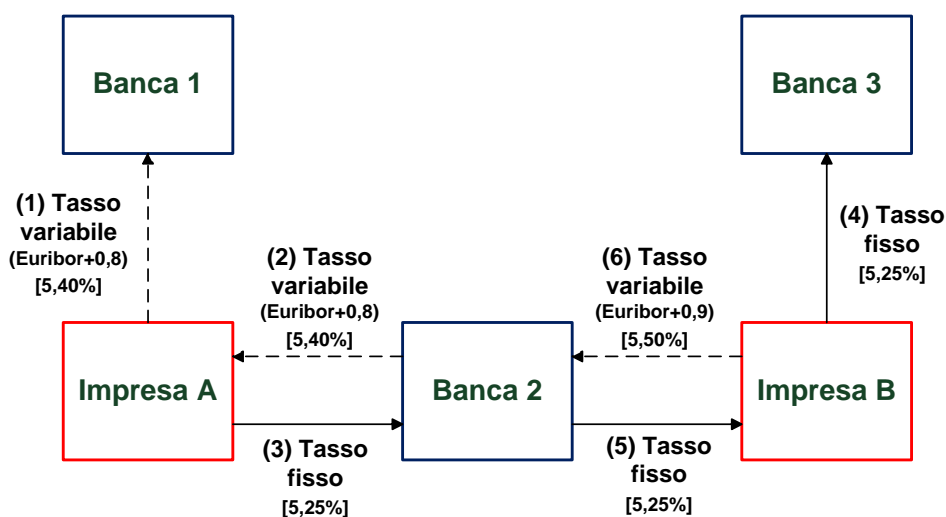 Banca 1
Banca 3
(1) Tasso
variabile
(Euribor+0,8)
[5,40%]
(2) Tasso
variabile
(Euribor+0,8)
[5,40%]
(6) Tasso
variabile
(Euribor+0,9)
[5,50%]
(4) Tasso
fisso
[5,25%]
Impresa A
Banca 2
Impresa B
(3) Tasso
fisso
[5,25%]
(5) Tasso
fisso
[5,25%]